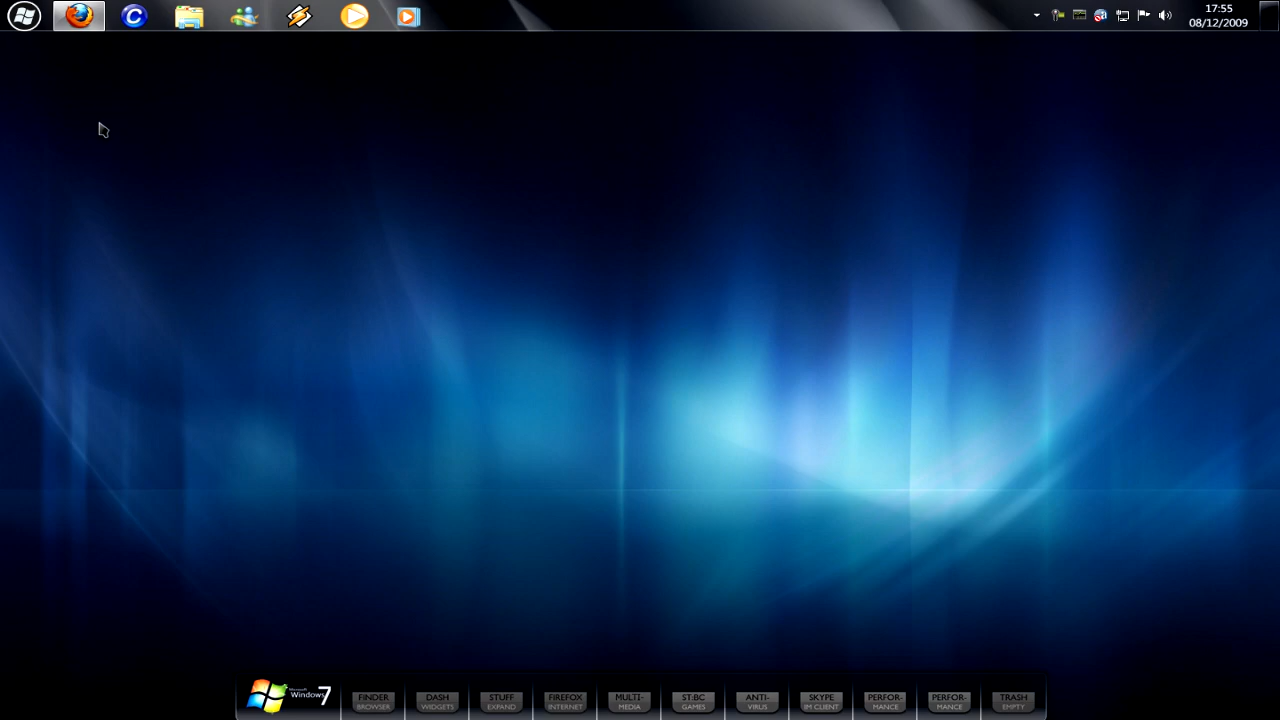 17:55
08/12/2009
Microsoft
Windows 7
FINDER
BROWSER
DASH
WIDGETS
STUFF
EXPAND
FIREFOX
INTERNET
MULTI-
MEDIA
ST:BC
GAMES
ANTI-
VIRUS
SKYPE
IM CLIENT
PERFOR-
MANCE
PERFOR-
MANCE
TRASH
EMPTY